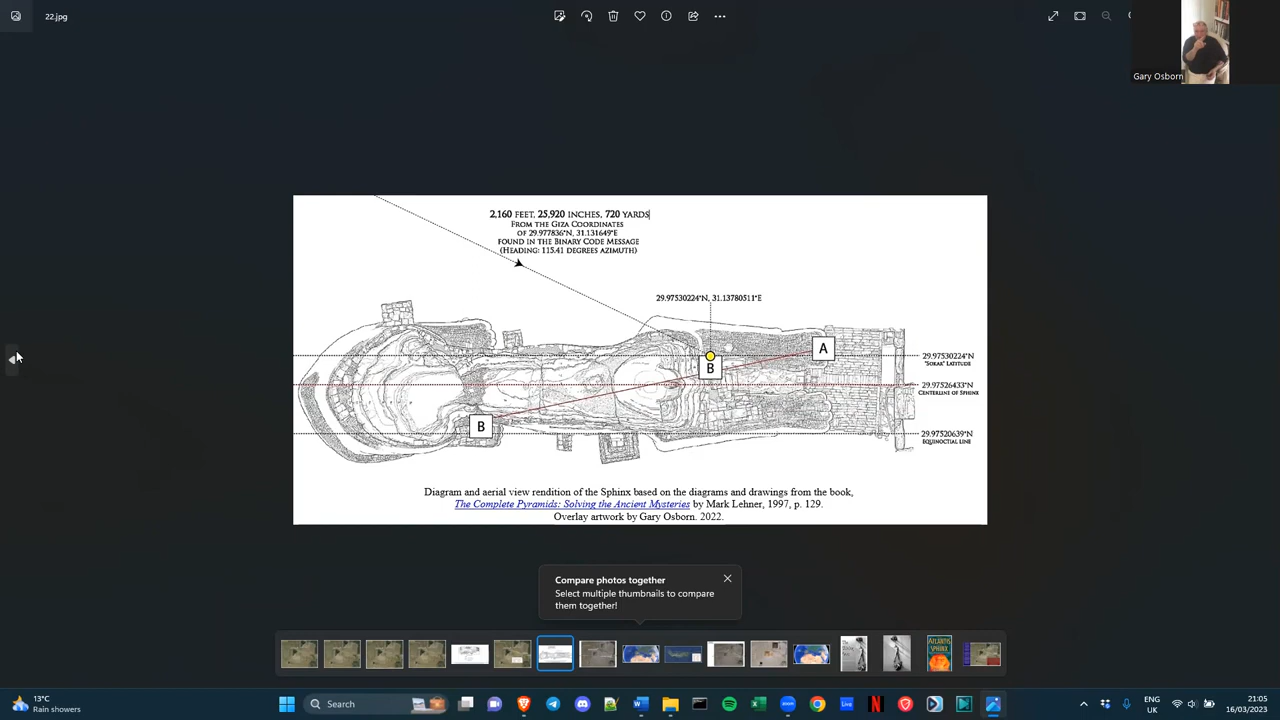 22.jpg
Gary Osborn
2,160 FEET, 25,920 INCHES, 720 YARDS
FROM THE GIZA COORDINATES
OF 29.977836°N, 31.131649°E
FOUND IN THE BINARY CODE MESSAGE
(HEADING: 115.41 DEGREES AZIMUTH)
29.97530224°N, 31.13780511°E
A
B
B
29.97530224°N
"SOKAR" LATITUDE
29.97526433°N
CENTERLINE OF SPHINX
29.97520639°N
EQUINOCTIAL LINE
Diagram and aerial view rendition of the Sphinx based on the diagrams and drawings from the book,
The Complete Pyramids: Solving the Ancient Mysteries by Mark Lehner, 1997, p. 129.
Overlay artwork by Gary Osborn. 2022.
Compare photos together
Select multiple thumbnails to compare
them together!
ATLANTIS
SPHINX
13°C
Rain showers
Search
Live
zoom
ENG
UK
21:05
16/03/2023